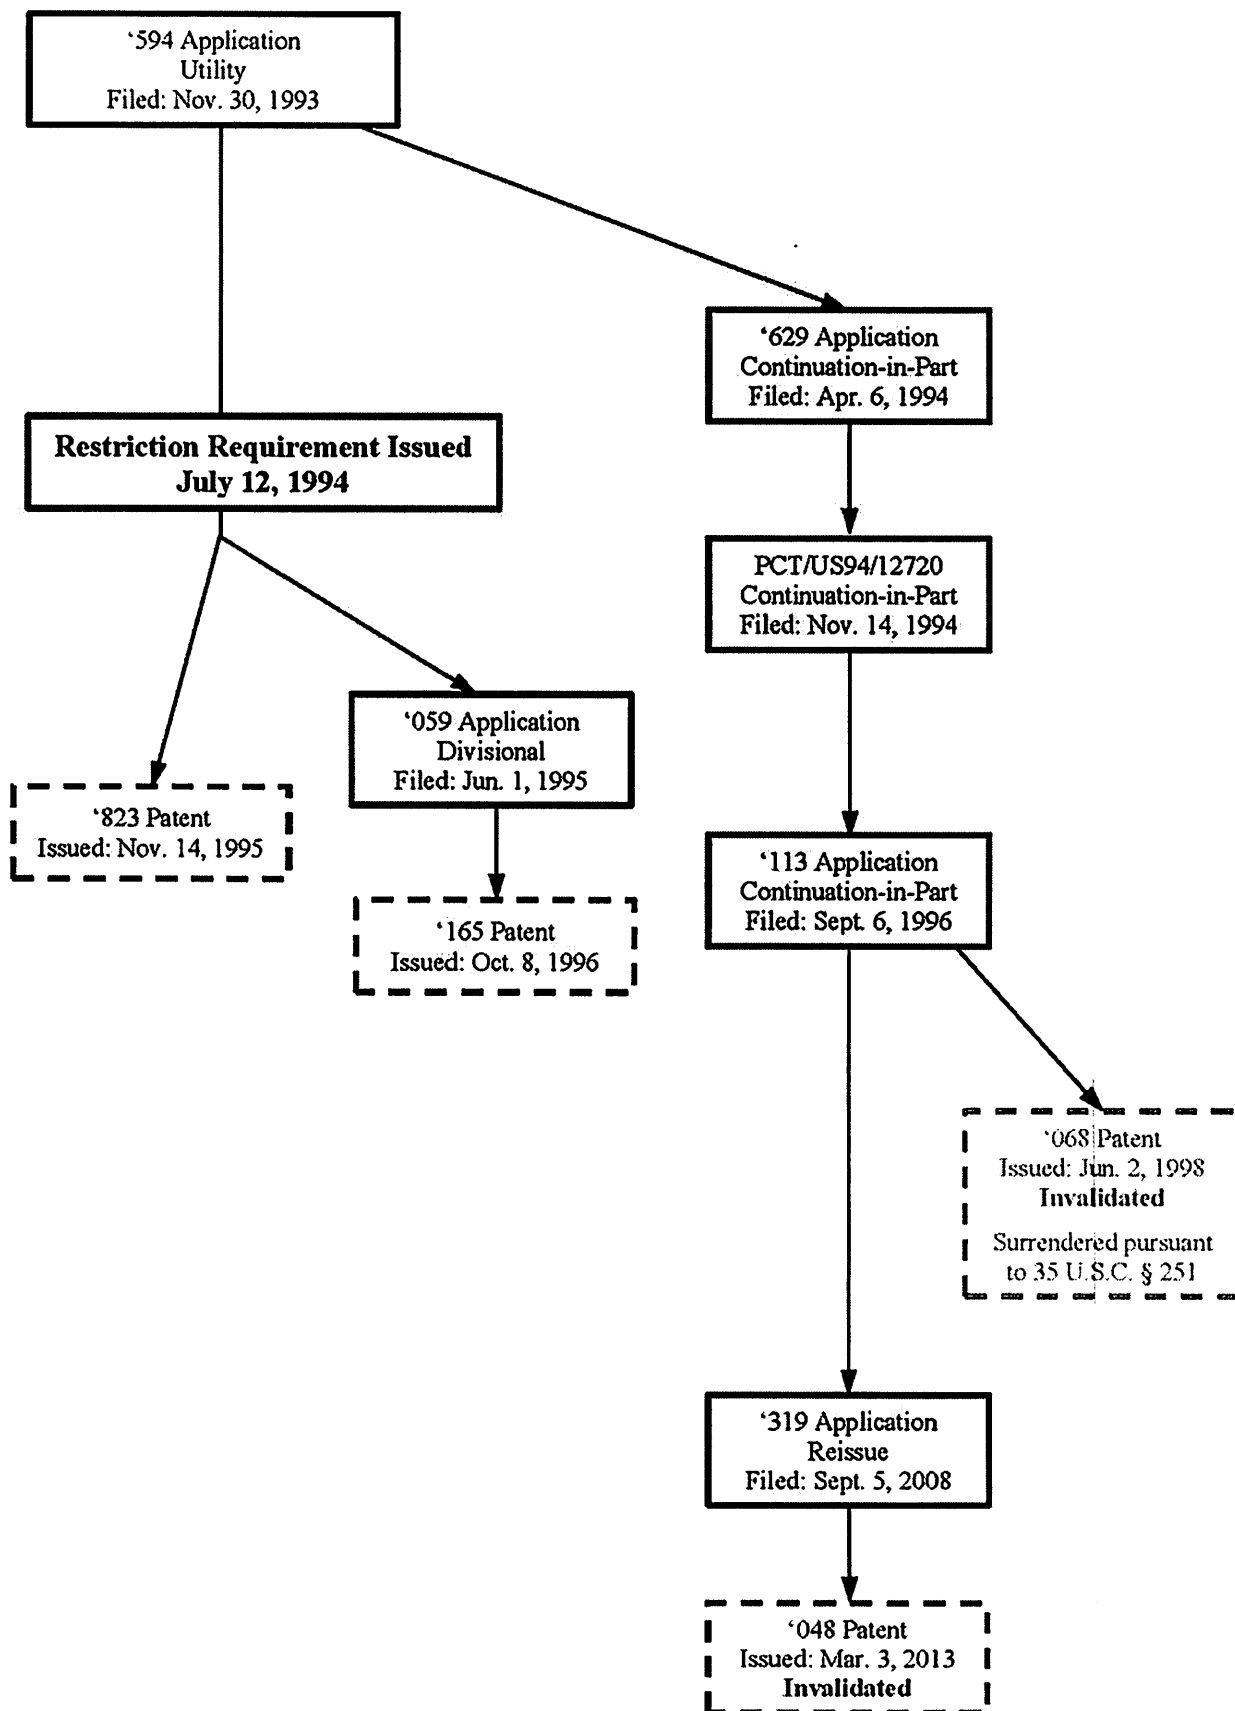 ‘594 Application
Utility
Filed: Nov. 30, 1993
‘629 Application
Continuation-in-Part
Filed: Apr. 6, 1994
Restriction Requirement Issued
July 12, 1994
PCT/US94/12720
Continuation-in-Part
Filed: Nov. 14, 1994
‘059 Application
Divisional
Filed: Jun. 1, 1995
‘823 Patent
Issued: Nov. 14, 1995
‘113 Application
Continuation-in-Part
Filed: Sept. 6, 1996
‘165 Patent
Issued: Oct. 8, 1996
‘068 Patent
Issued: Jun. 2, 1998
Invalidated
Surrendered pursuant
to 35 U.S.C. § 251
‘319 Application
Reissue
Filed: Sept. 5, 2008
‘048 Patent
Issued: Mar. 3, 2013
Invalidated